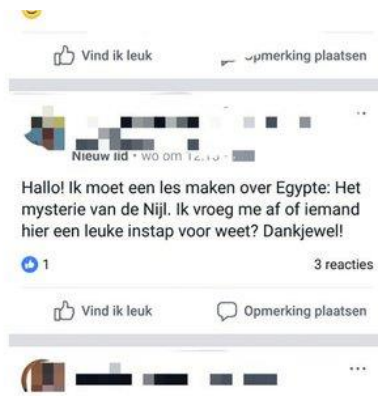 Vind ik leuk
Opmerking plaatsen
Nieuw lid · wo om
Hallo! Ik moet een les maken over Egypte: Het
mysterie van de Nijl. Ik vroeg me af of iemand
hier een leuke instap voor weet? Dankjewel!
1
3 reacties
Vind ik leuk
Opmerking plaatsen